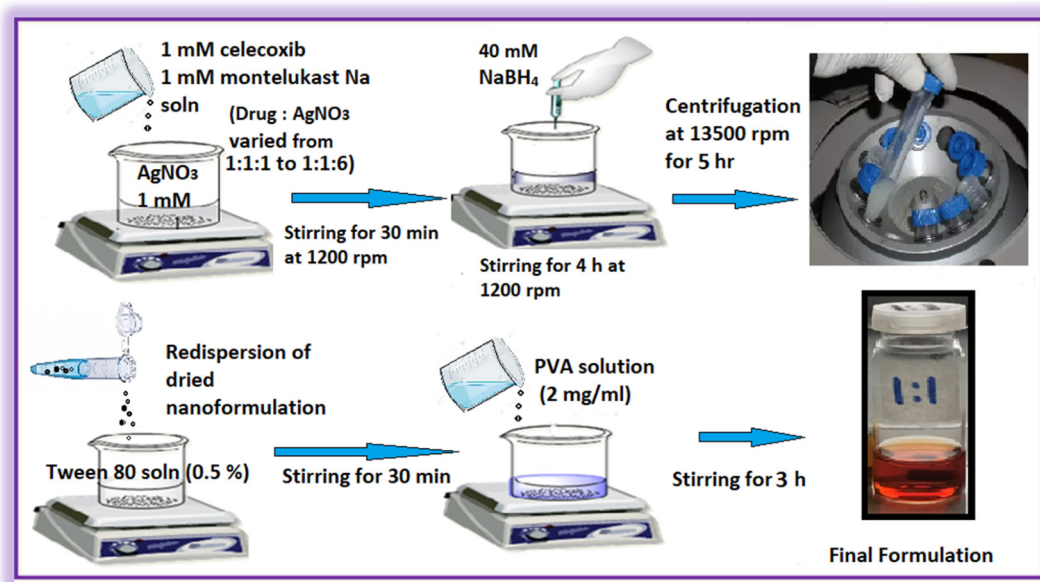 1 mM celecoxib
1 mM montelukast Na
soln
(Drug : AgNO₃
varied from
1:1:1 to 1:1:6)
AgNO₃
1 mM
Stirring for 30 min
at 1200 rpm
40 mM
NaBH₄
Stirring for 4 h at
1200 rpm
Centrifugation
at 13500 rpm
for 5 hr
Redispersion of
dried
nanoformulation
Tween 80 soln (0.5 %)
Stirring for 30 min
PVA solution
(2 mg/ml)
Stirring for 3 h
1:1
Final Formulation